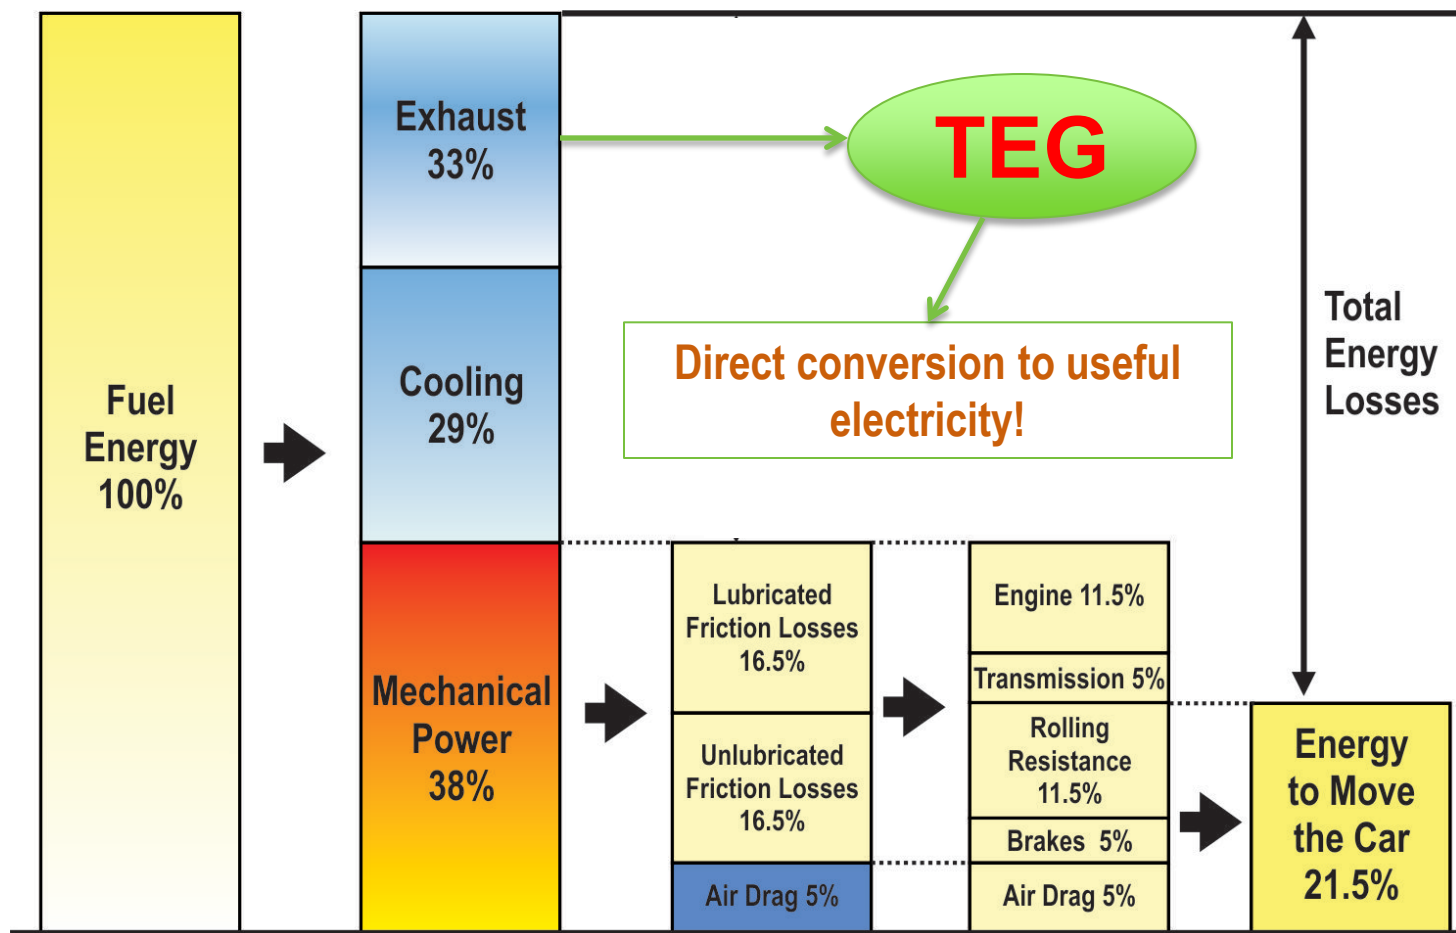 Fuel
Energy
100%
Exhaust
33%
Cooling
29%
Mechanical
Power
38%
TEG
Direct conversion to useful
electricity!
Lubricated
Friction Losses
16.5%
Unlubricated
Friction Losses
16.5%
Air Drag 5%
Engine 11.5%
Transmission 5%
Rolling
Resistance
11.5%
Brakes 5%
Air Drag 5%
Total
Energy
Losses
Energy
to Move
the Car
21.5%